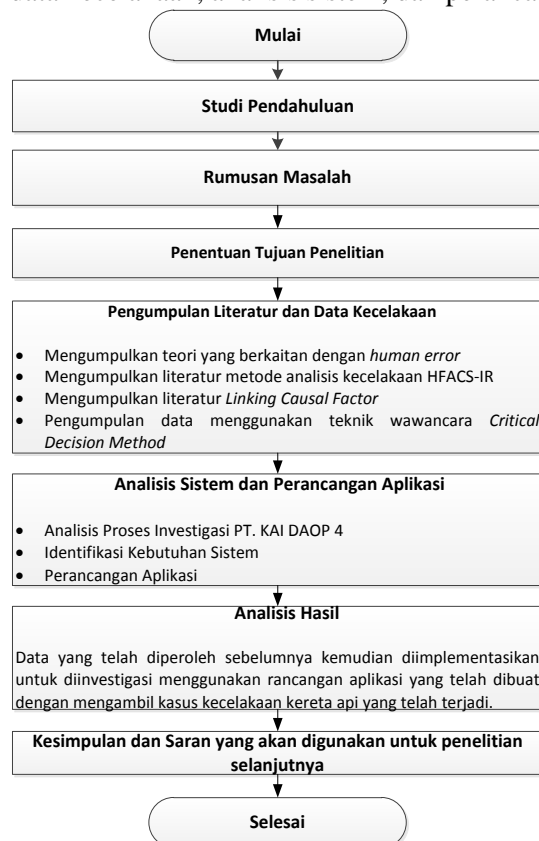 Mulai
Studi Pendahuluan
Rumusan Masalah
Penentuan Tujuan Penelitian
Pengumpulan Literatur dan Data Kecelakaan
• Mengumpulkan teori yang berkaitan dengan human error
• Mengumpulkan literatur metode analisis kecelakaan HFACS-IR
• Mengumpulkan literatur Linking Causal Factor
• Pengumpulan data menggunakan teknik wawancara Critical
Decision Method
Analisis Sistem dan Perancangan Aplikasi
• Analisis Proses Investigasi PT. KAI DAOP 4
• Identifikasi Kebutuhan Sistem
• Perancangan Aplikasi
Analisis Hasil
Data yang telah diperoleh sebelumnya kemudian diimplementasikan
untuk diinvestigasi menggunakan rancangan aplikasi yang telah dibuat
dengan mengambil kasus kecelakaan kereta api yang telah terjadi.
Kesimpulan dan Saran yang akan digunakan untuk penelitian
selanjutnya
Selesai